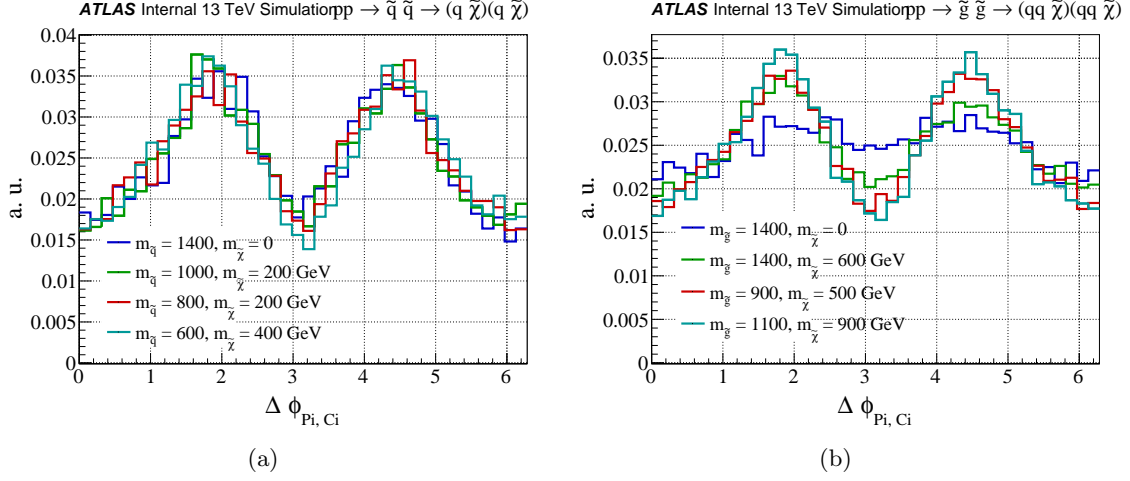 ATLAS Internal 13 TeV Simulation pp → q̃ q̃ → (q χ̃)(q χ̃)
a. u.
0.04
0.035
0.03
0.025
0.02
0.015
0.01
0.005
0
m_q̃ = 1400, m_χ̃ = 0
m_q̃ = 1000, m_χ̃ = 200 GeV
m_q̃ = 800, m_χ̃ = 200 GeV
m_q̃ = 600, m_χ̃ = 400 GeV
0 1 2 3 4 5 6
Δ ϕ_Pi, Ci
(a)
ATLAS Internal 13 TeV Simulation pp → g̃ g̃ → (qq χ̃)(qq χ̃)
a. u.
0.035
0.03
0.025
0.02
0.015
0.01
0.005
0
m_g̃ = 1400, m_χ̃ = 0
m_g̃ = 1400, m_χ̃ = 600 GeV
m_g̃ = 900, m_χ̃ = 500 GeV
m_g̃ = 1100, m_χ̃ = 900 GeV
0 1 2 3 4 5 6
Δ ϕ_Pi, Ci
(b)